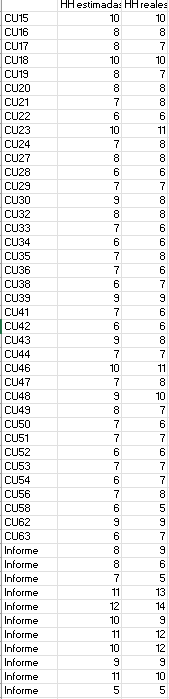 HH estimadas HH reales
CU15 10 10
CU16 8 8
CU17 8 7
CU18 10 10
CU19 8 7
CU20 8 8
CU21 7 8
CU22 6 6
CU23 10 11
CU24 7 8
CU27 8 8
CU28 6 6
CU29 7 7
CU30 9 8
CU32 8 8
CU33 7 6
CU34 6 6
CU35 7 8
CU36 7 6
CU38 6 7
CU39 9 9
CU41 7 6
CU42 6 6
CU43 9 8
CU44 7 7
CU46 10 11
CU47 7 8
CU48 9 10
CU49 8 7
CU50 7 6
CU51 7 7
CU52 6 6
CU53 7 7
CU54 6 7
CU56 7 8
CU58 6 5
CU62 9 9
CU63 6 7
Informe 8 9
Informe 8 6
Informe 7 5
Informe 11 13
Informe 12 14
Informe 10 9
Informe 11 12
Informe 10 12
Informe 9 9
Informe 11 10
Informe 5 5